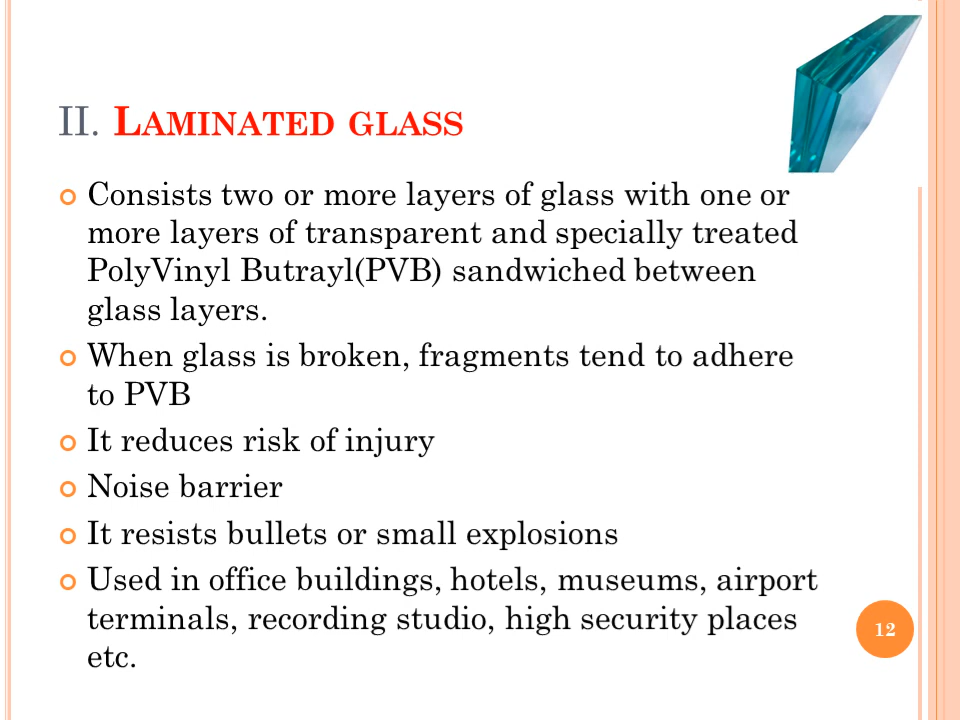 II. LAMINATED GLASS
Consists two or more layers of glass with one or
more layers of transparent and specially treated
PolyVinyl Butrayl(PVB) sandwiched between
glass layers.
When glass is broken, fragments tend to adhere
to PVB
It reduces risk of injury
Noise barrier
It resists bullets or small explosions
Used in office buildings, hotels, museums, airport
terminals, recording studio, high security places
etc.
12